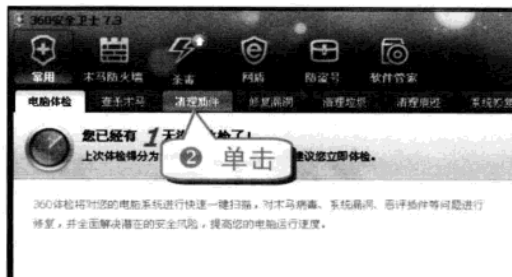 360安全卫士 7.3
常用 木马防火墙 杀毒 网盾 防盗号 软件管家
电脑体检 查杀木马 清理插件 修复漏洞 清理垃圾 清理痕迹 系统修复
您已经有 1 天没 体检了!
上次体检得分为 建议您立即体检。
❷ 单击
360体检将对您的电脑系统进行快速一键扫描,对木马病毒、系统漏洞、恶评插件等问题进行
修复,并全面解决潜在的安全风险,提高您的电脑运行速度。